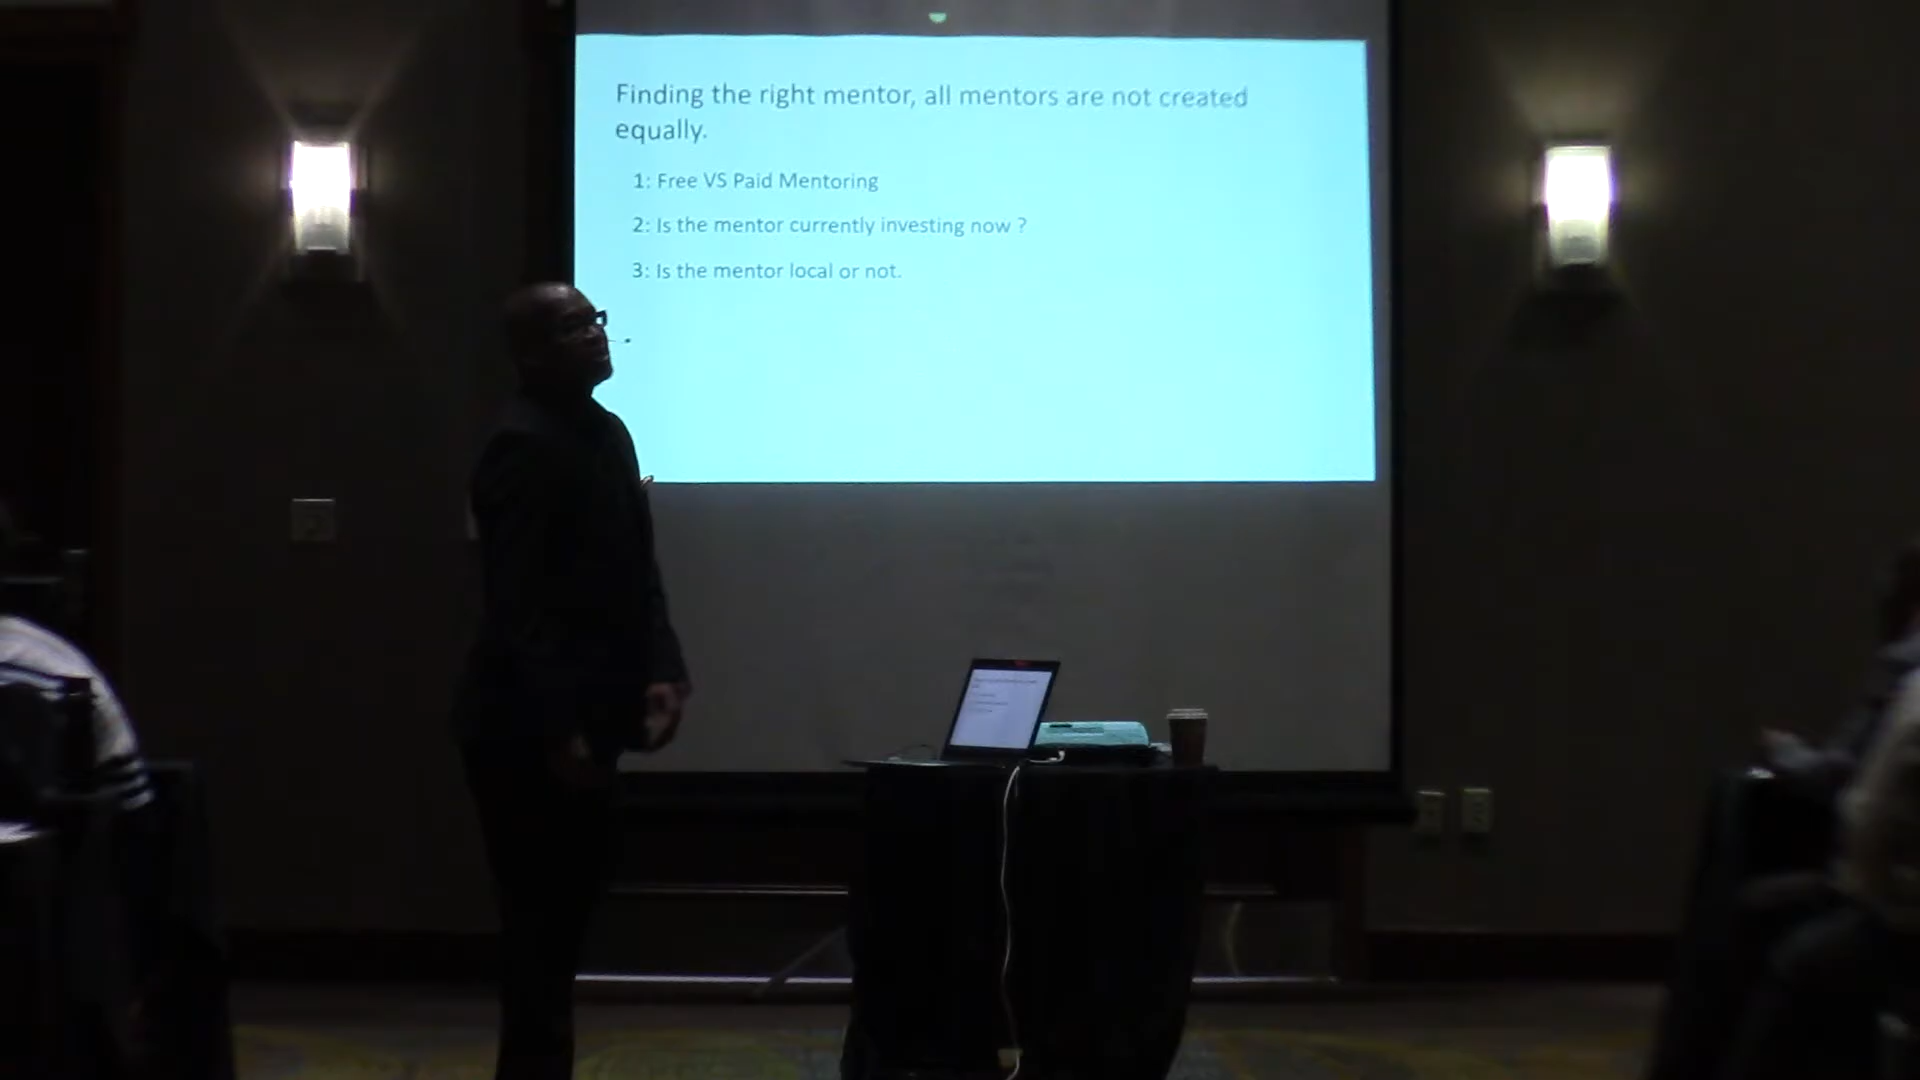 Finding the right mentor, all mentors are not created
equally.
1: Free VS Paid Mentoring
2: Is the mentor currently investing now ?
3: Is the mentor local or not.